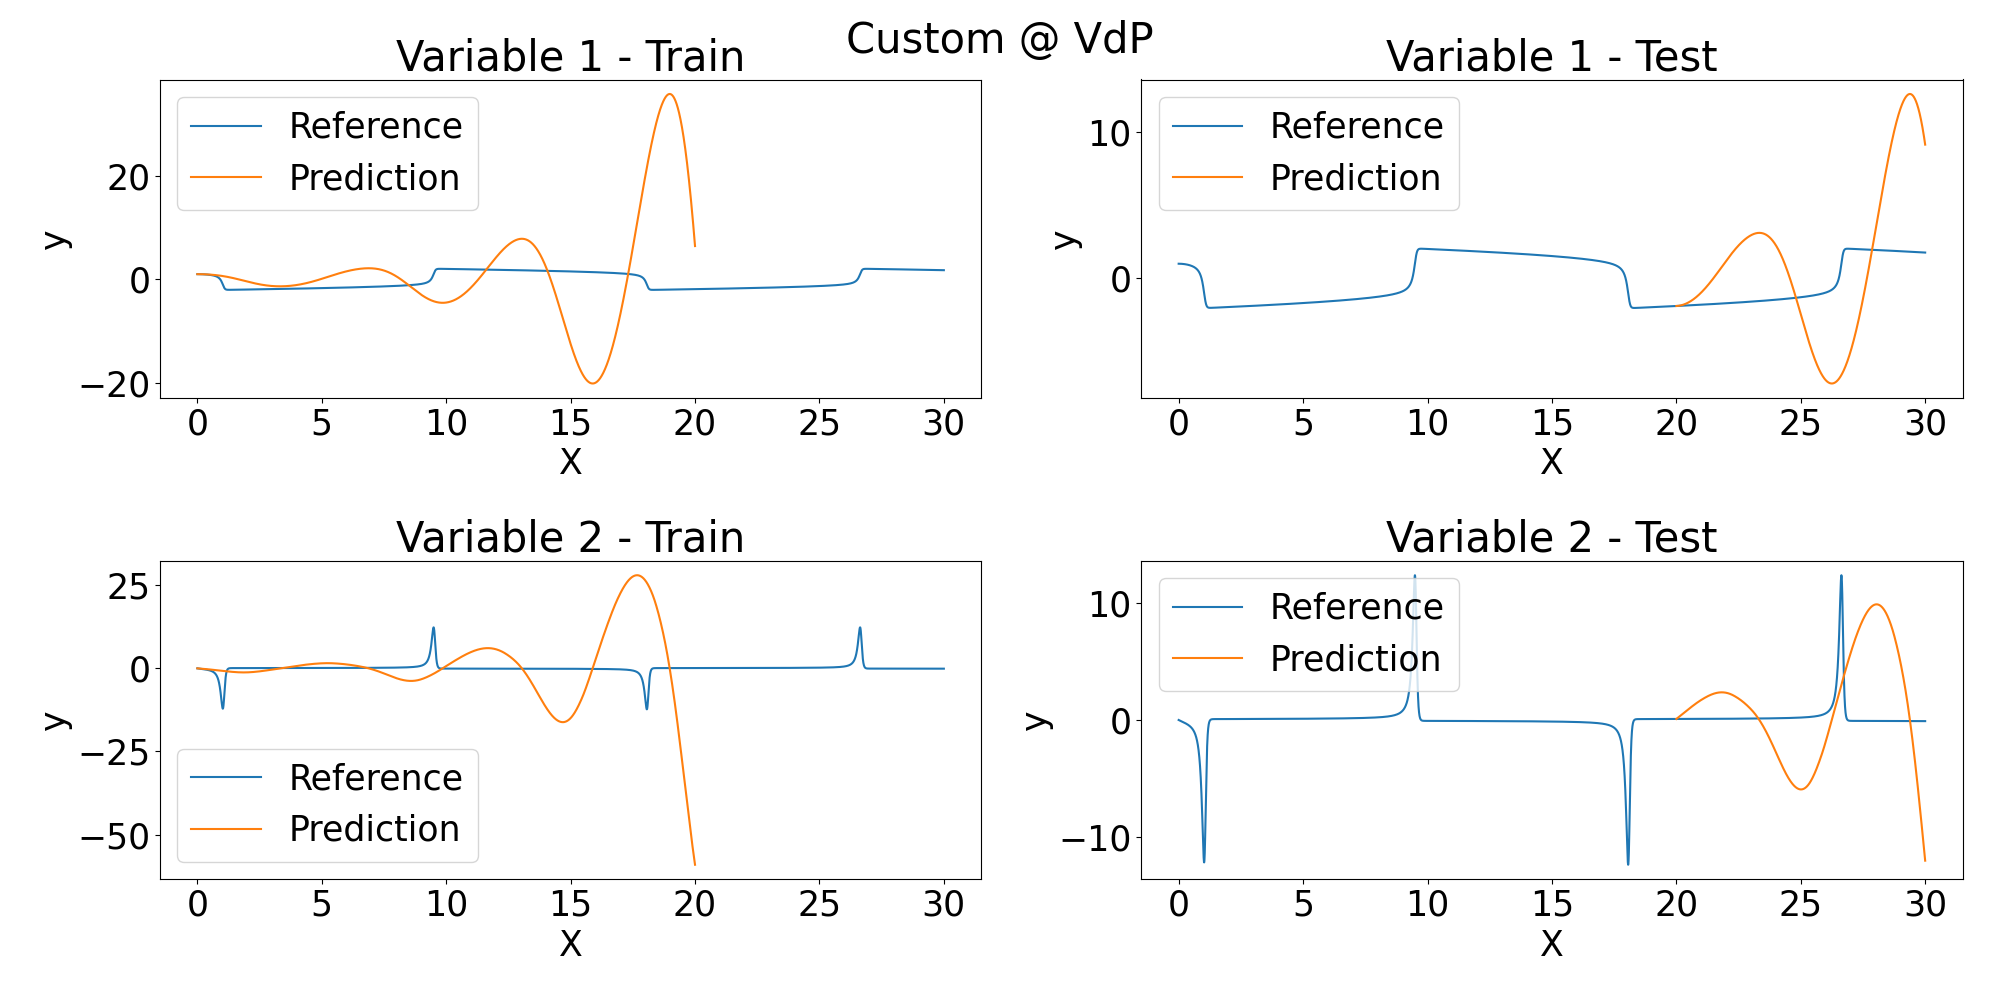 Custom @ VdP
Variable 1 - Train
Reference
Prediction
20
0
−20
y
0 5 10 15 20 25 30
X
Variable 1 - Test
Reference
Prediction
10
0
y
0 5 10 15 20 25 30
X
Variable 2 - Train
25
0
−25
−50
y
Reference
Prediction
0 5 10 15 20 25 30
X
Variable 2 - Test
Reference
Prediction
10
0
−10
y
0 5 10 15 20 25 30
X